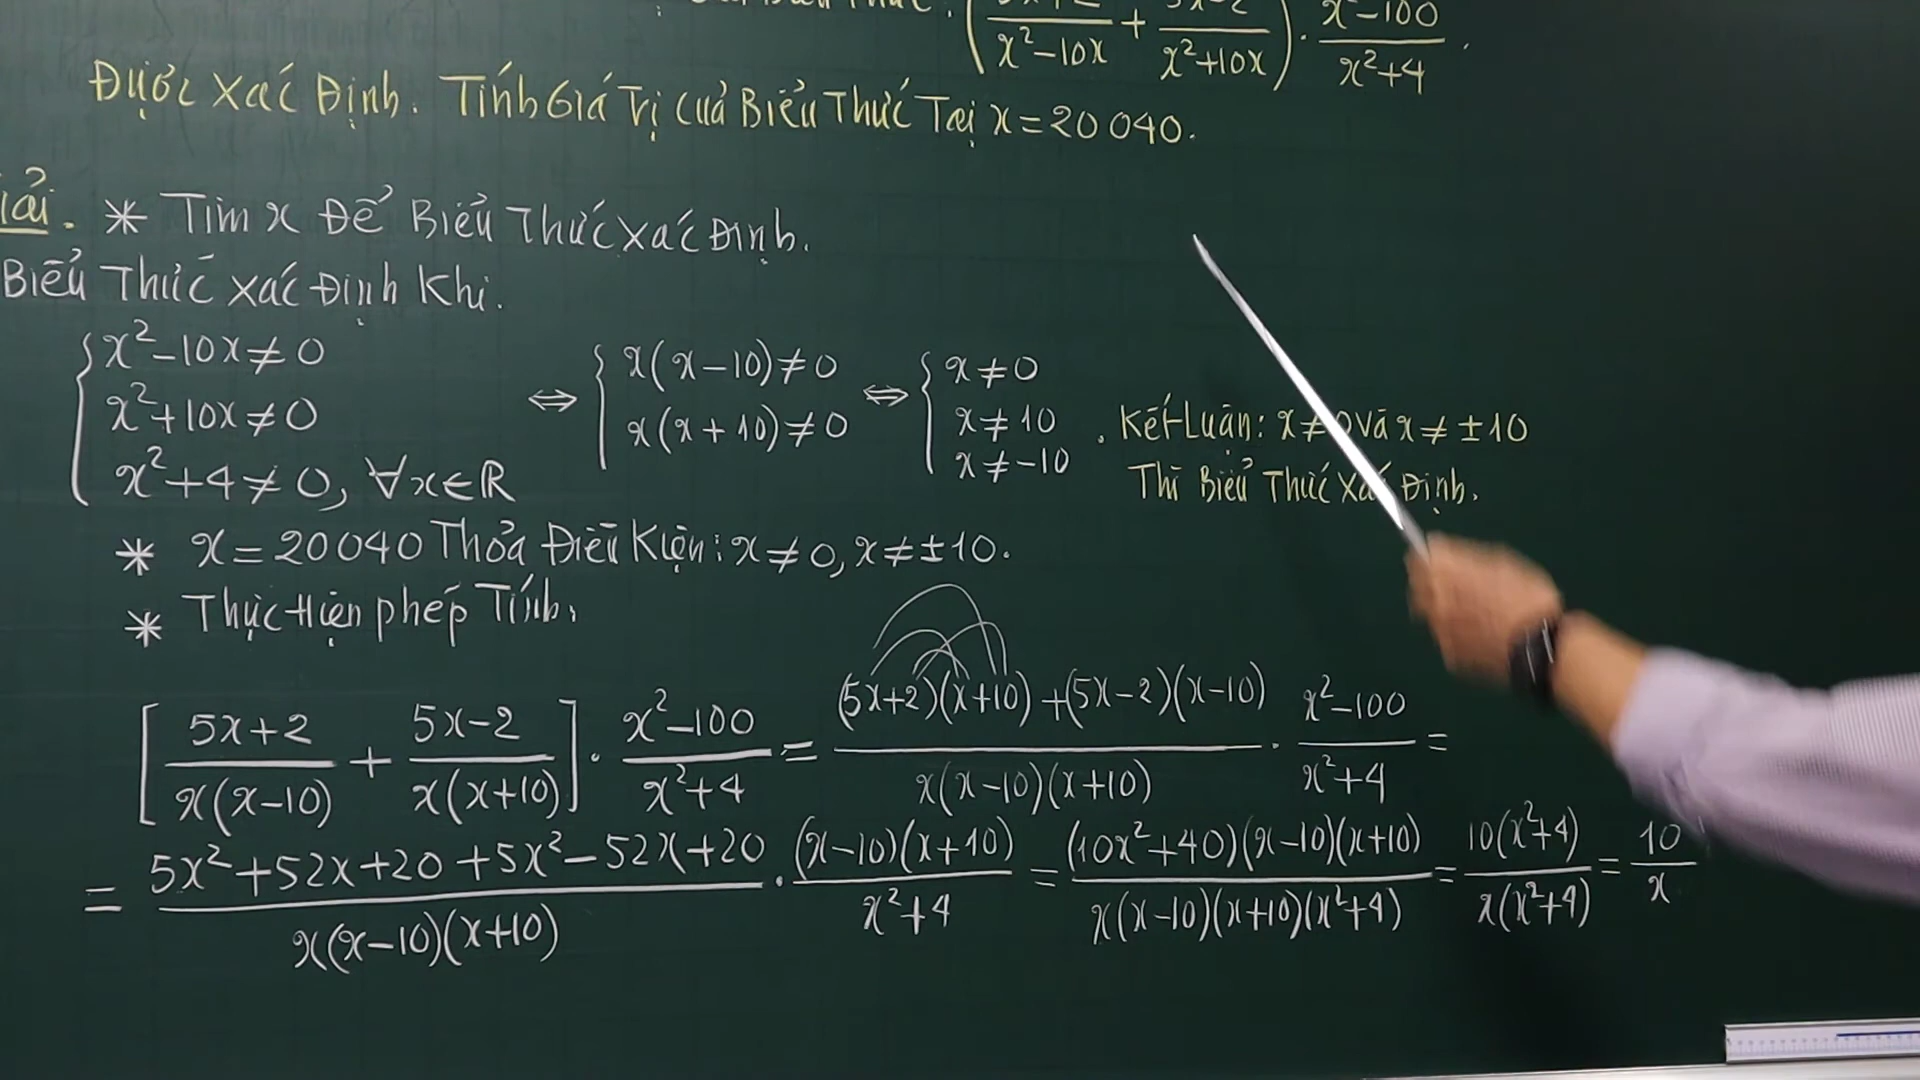 : Biểu Thức: (5x+2/x²-10x + 5x-2/x²+10x) · x²-100/x²+4 .
Được Xác Định. Tính Giá Trị Của Biểu Thức Tại x = 20 040.
iải. * Tìm x Để Biểu Thức Xác Định.
Biểu Thức Xác Định Khi.
{ x²-10x ≠ 0
x²+10x ≠ 0
x²+4 ≠ 0, ∀x∈ℝ
⇔ { x(x-10) ≠ 0
x(x+10) ≠ 0
⇔ { x ≠ 0
x ≠ 10
x ≠ -10
. Kết Luận: x ≠ 0 Và x ≠ ±10
Thì Biểu Thức Xác Định.
* x = 20 040 Thỏa Điều Kiện: x ≠ 0, x ≠ ±10.
* Thực Hiện phép Tính.
[5x+2/x(x-10) + 5x-2/x(x+10)] · x²-100/x²+4 = (5x+2)(x+10)+(5x-2)(x-10)/x(x-10)(x+10) · x²-100/x²+4 =
= 5x²+52x+20+5x²-52x+20/x(x-10)(x+10) · (x-10)(x+10)/x²+4 = (10x²+40)(x-10)(x+10)/x(x-10)(x+10)(x²+4) = 10(x²+4)/x(x²+4) = 10/x